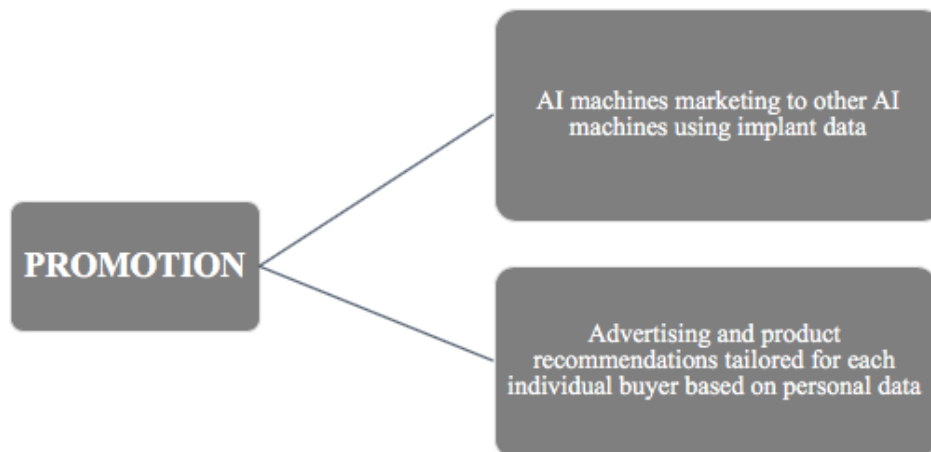 PROMOTION
AI machines marketing to other AI
machines using implant data
Advertising and product
recommendations tailored for each
individual buyer based on personal data